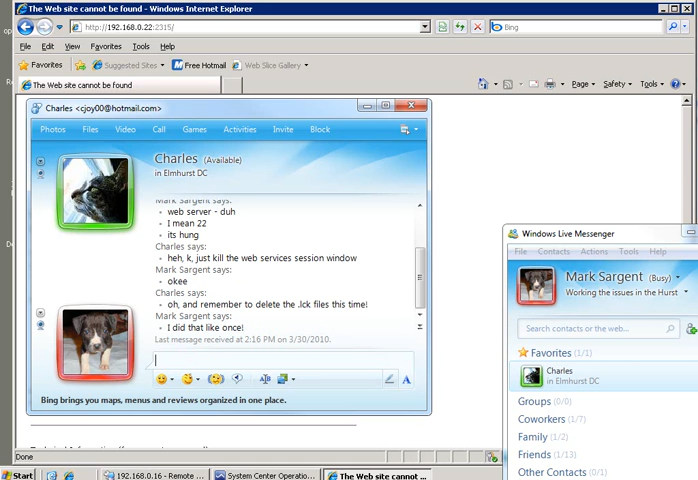 The Web site cannot be found - Windows Internet Explorer
http://192.168.0.22:2315/
Bing
File Edit View Favorites Tools Help
Favorites Suggested Sites Free Hotmail Web Slice Gallery
The Web site cannot be found
Page Safety Tools
Charles <cjoy00@hotmail.com>
Photos Files Video Call Games Activities Invite Block
Charles (Available)
in Elmhurst DC
Mark Sargent says:
web server - duh
I mean 22
its hung
Charles says:
heh, k, just kill the web services session window
Mark Sargent says:
okee
Charles says:
oh, and remember to delete the .lck files this time!
Mark Sargent says:
I did that like once!
Last message received at 2:16 PM on 3/30/2010.
A
Bing brings you maps, menus and reviews organized in one place.
Windows Live Messenger
File Contacts Actions Tools Help
Mark Sargent (Busy)
Working the issues in the Hurst
Search contacts or the web...
Favorites (1/1)
Charles
in Elmhurst DC
Groups (0/0)
Coworkers (1/7)
Family (1/2)
Friends (1/13)
Other Contacts (0/1)
Done
Start 192.168.0.16 - Remote ... System Center Operatio... The Web site cannot ...